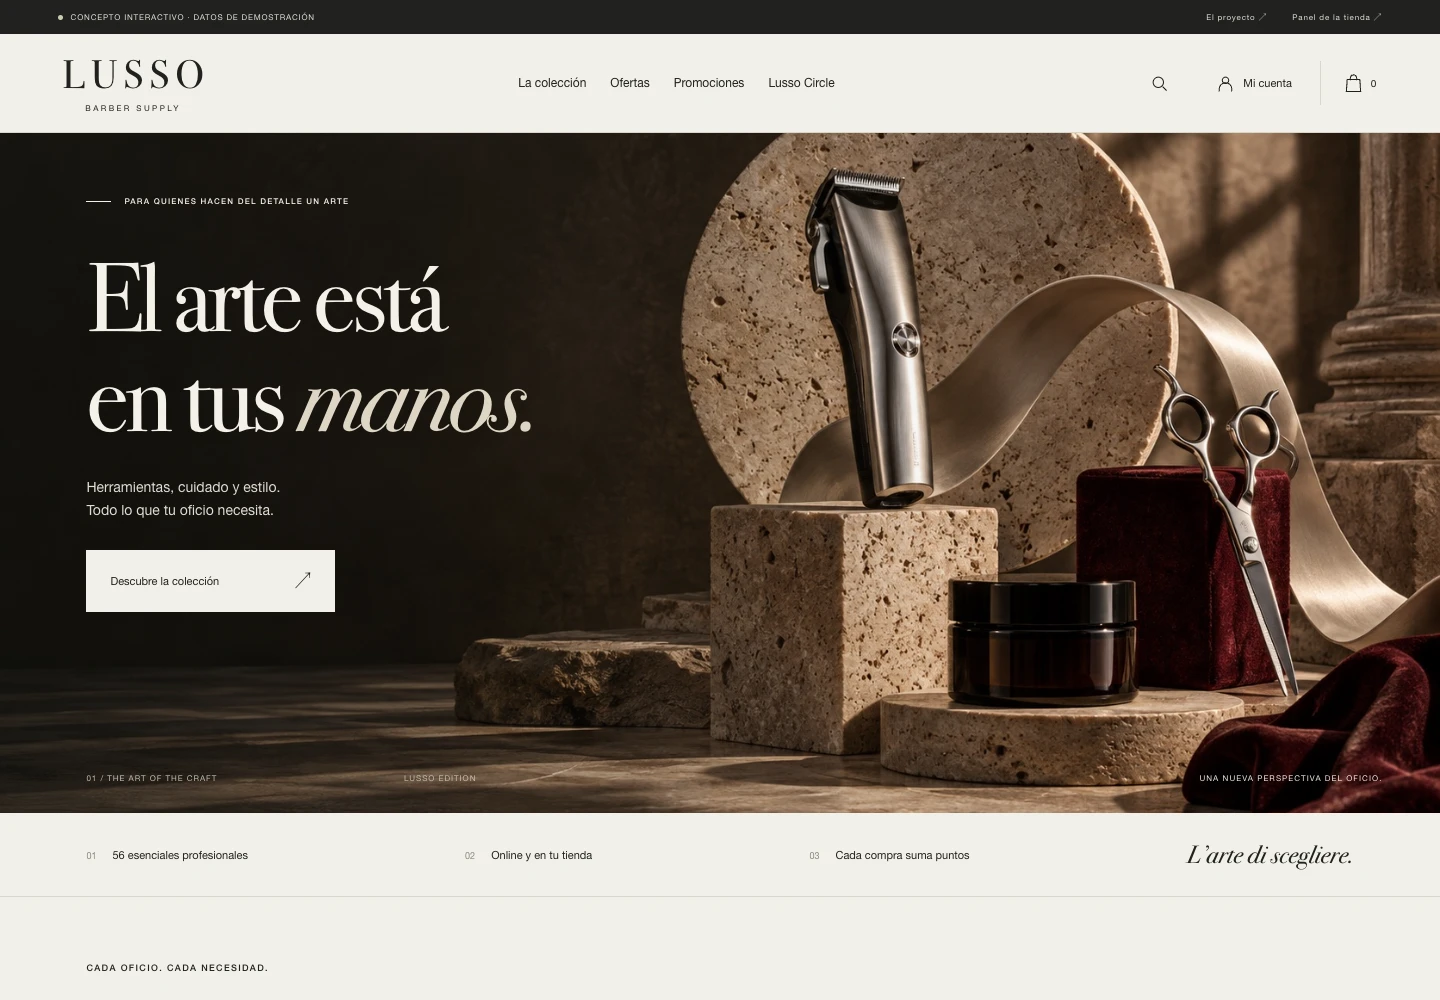 CONCEPTO INTERACTIVO · DATOS DE DEMOSTRACIÓN
El proyecto ↗
Panel de la tienda ↗
LUSSO
BARBER SUPPLY
La colección
Ofertas
Promociones
Lusso Circle
Mi cuenta
0
PARA QUIENES HACEN DEL DETALLE UN ARTE
El arte está
en tus manos.
Herramientas, cuidado y estilo.
Todo lo que tu oficio necesita.
Descubre la colección ↗
01 / THE ART OF THE CRAFT
LUSSO EDITION
UNA NUEVA PERSPECTIVA DEL OFICIO.
01 56 esenciales profesionales
02 Online y en tu tienda
03 Cada compra suma puntos
L’arte di scegliere.
CADA OFICIO. CADA NECESIDAD.